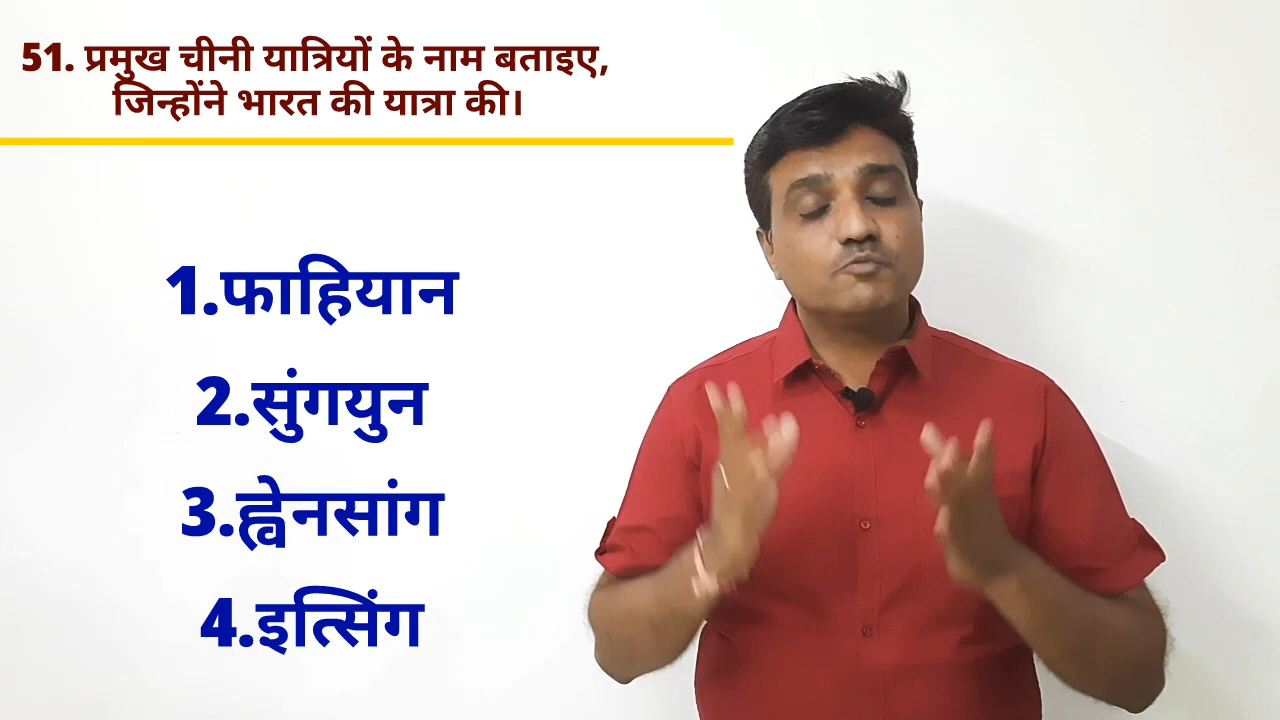 51. प्रमुख चीनी यात्रियों के नाम बताइए,
जिन्होंने भारत की यात्रा की।
1.फाहियान
2.सुंगयुन
3.ह्वेनसांग
4.इत्सिंग